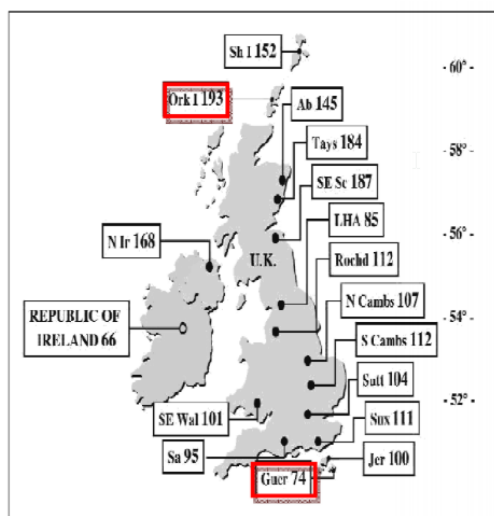 Sh I 152
- 60° -
Ork I 193
Ab 145
Tays 184
- 58° -
SE Sc 187
LHA 85
N Ir 168
U.K.
- 56° -
Rochd 112
N Cambs 107
REPUBLIC OF
IRELAND 66
- 54° -
S Cambs 112
Sutt 104
- 52° -
SE Wal 101
Sux 111
Sa 95
Jer 100
Guer 74